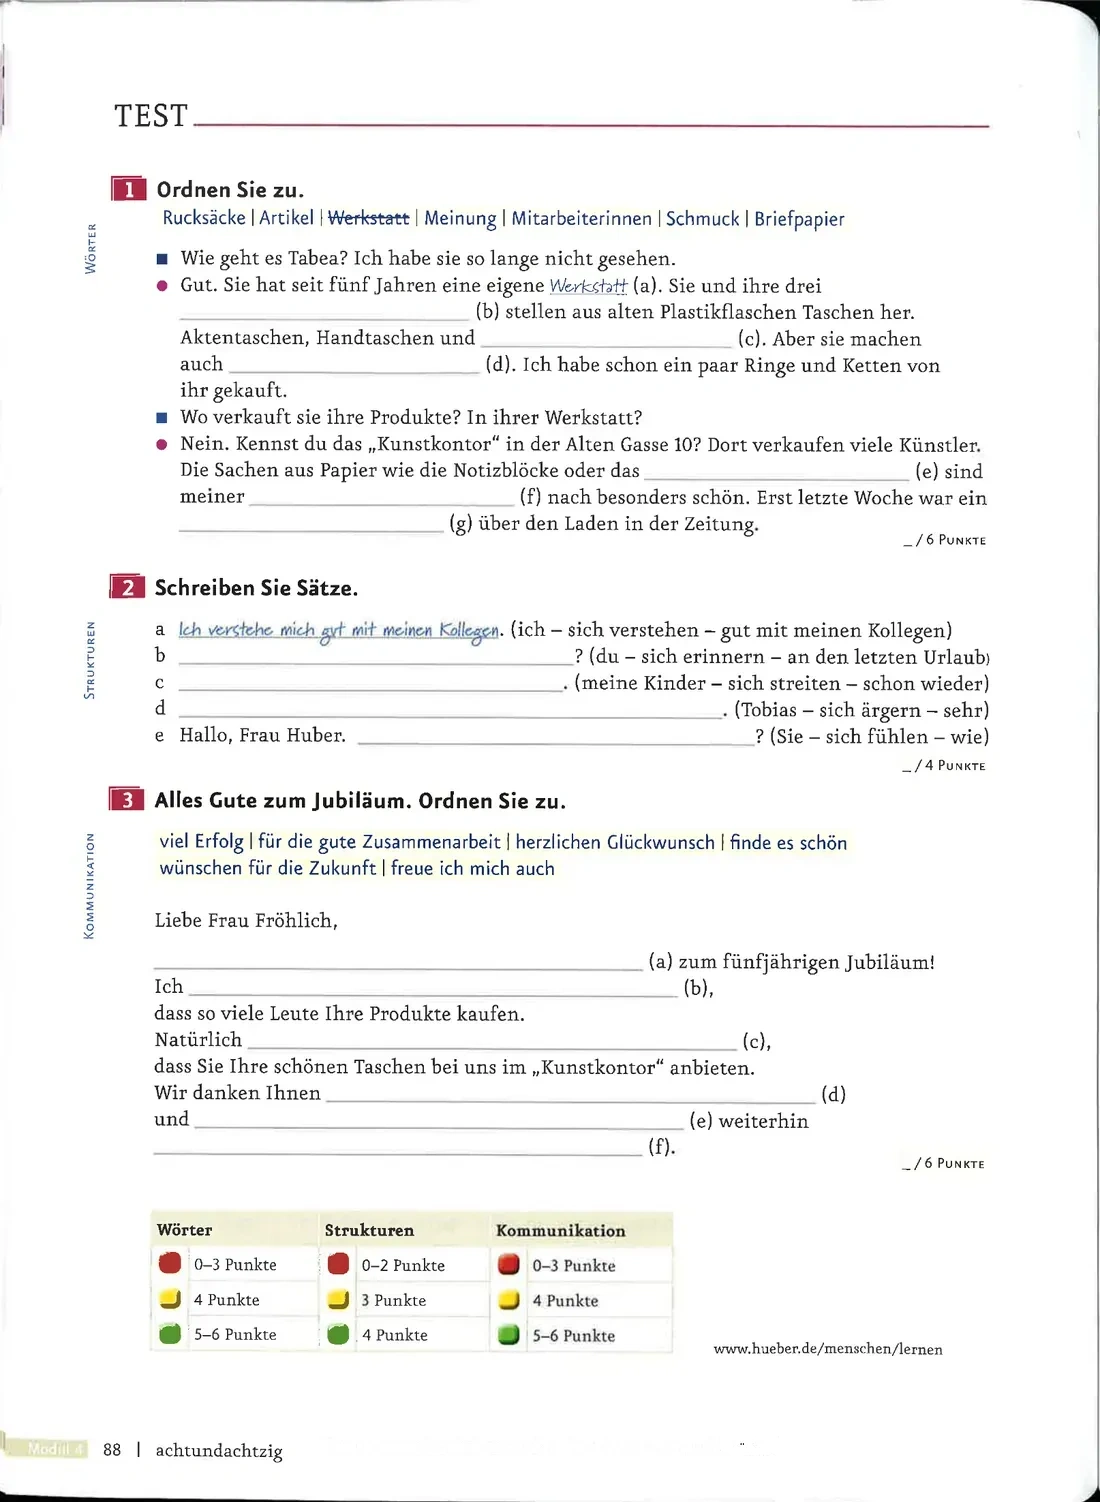 TEST
1 Ordnen Sie zu.
WÖRTER
Rucksäcke | Artikel | Werkstatt | Meinung | Mitarbeiterinnen | Schmuck | Briefpapier
Wie geht es Tabea? Ich habe sie so lange nicht gesehen.
Gut. Sie hat seit fünf Jahren eine eigene Werkstatt (a). Sie und ihre drei
(b) stellen aus alten Plastikflaschen Taschen her.
Aktentaschen, Handtaschen und (c). Aber sie machen
auch (d). Ich habe schon ein paar Ringe und Ketten von
ihr gekauft.
Wo verkauft sie ihre Produkte? In ihrer Werkstatt?
Nein. Kennst du das „Kunstkontor“ in der Alten Gasse 10? Dort verkaufen viele Künstler.
Die Sachen aus Papier wie die Notizblöcke oder das (e) sind
meiner (f) nach besonders schön. Erst letzte Woche war ein
(g) über den Laden in der Zeitung.
_ / 6 PUNKTE
2 Schreiben Sie Sätze.
STRUKTUREN
a Ich verstehe mich gut mit meinen Kollegen. (ich – sich verstehen – gut mit meinen Kollegen)
b ? (du – sich erinnern – an den letzten Urlaub)
c . (meine Kinder – sich streiten – schon wieder)
d . (Tobias – sich ärgern – sehr)
e Hallo, Frau Huber. ? (Sie – sich fühlen – wie)
_ / 4 PUNKTE
3 Alles Gute zum Jubiläum. Ordnen Sie zu.
KOMMUNIKATION
viel Erfolg | für die gute Zusammenarbeit | herzlichen Glückwunsch | finde es schön
wünschen für die Zukunft | freue ich mich auch
Liebe Frau Fröhlich,
(a) zum fünfjährigen Jubiläum!
Ich (b),
dass so viele Leute Ihre Produkte kaufen.
Natürlich (c),
dass Sie Ihre schönen Taschen bei uns im „Kunstkontor“ anbieten.
Wir danken Ihnen (d)
und (e) weiterhin
(f).
_ / 6 PUNKTE
Wörter Strukturen Kommunikation
0–3 Punkte 0–2 Punkte 0–3 Punkte
4 Punkte 3 Punkte 4 Punkte
5–6 Punkte 4 Punkte 5–6 Punkte
www.hueber.de/menschen/lernen
Modul 4 88 | achtundachtzig